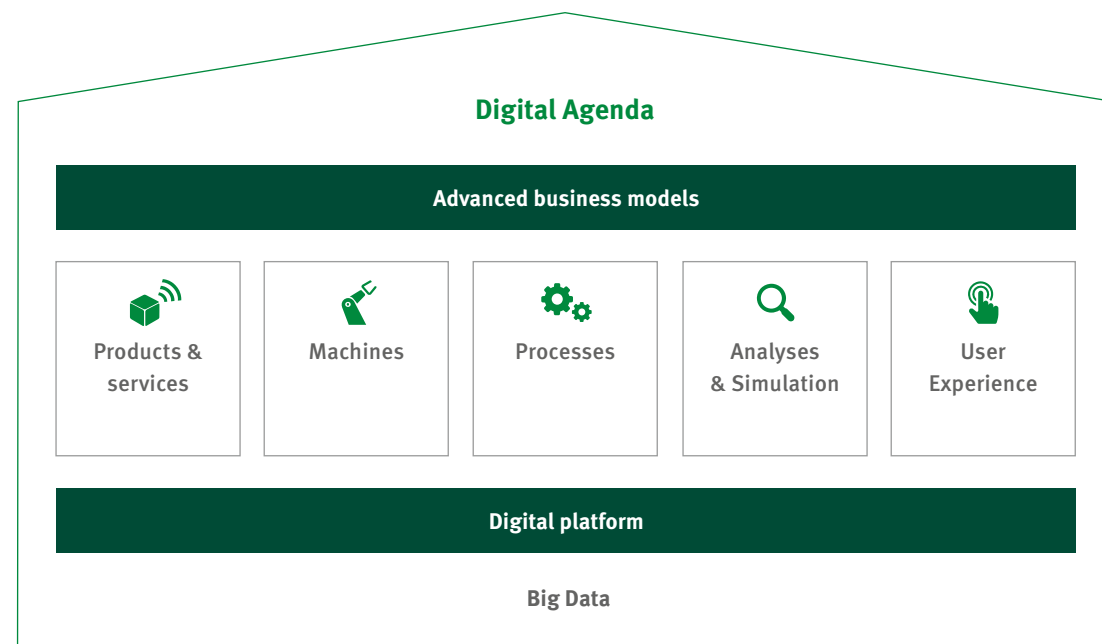 Digital Agenda
Advanced business models
Products &
services
Machines
Processes
Analyses
& Simulation
User
Experience
Digital platform
Big Data